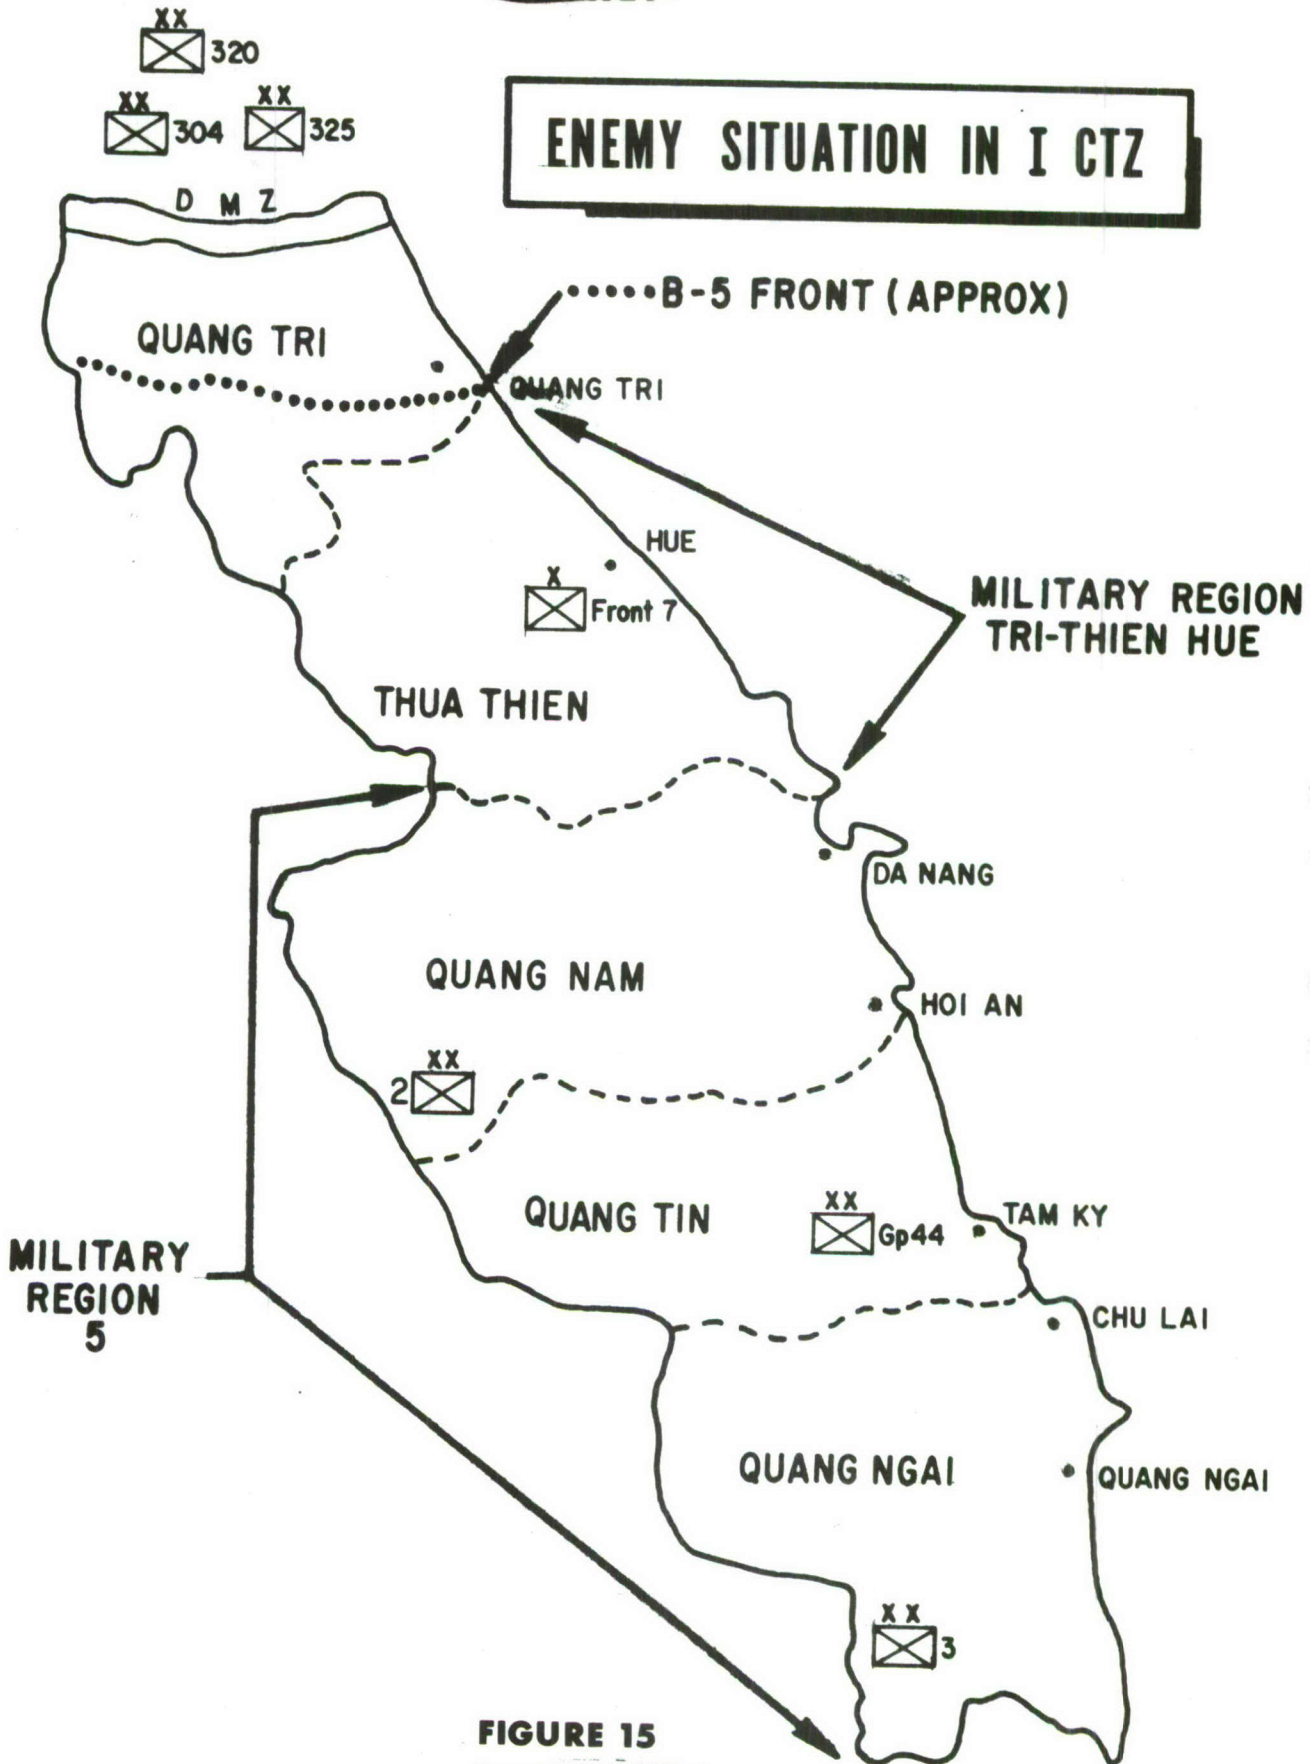 XX
320
XX
304
XX
325
ENEMY SITUATION IN I CTZ
D M Z
B-5 FRONT (APPROX)
QUANG TRI
QUANG TRI
HUE
X
Front 7
MILITARY REGION
TRI-THIEN HUE
THUA THIEN
DA NANG
QUANG NAM
HOI AN
XX
2
QUANG TIN
XX
Gp44
TAM KY
MILITARY
REGION
5
CHU LAI
QUANG NGAI
QUANG NGAI
XX
3
FIGURE 15